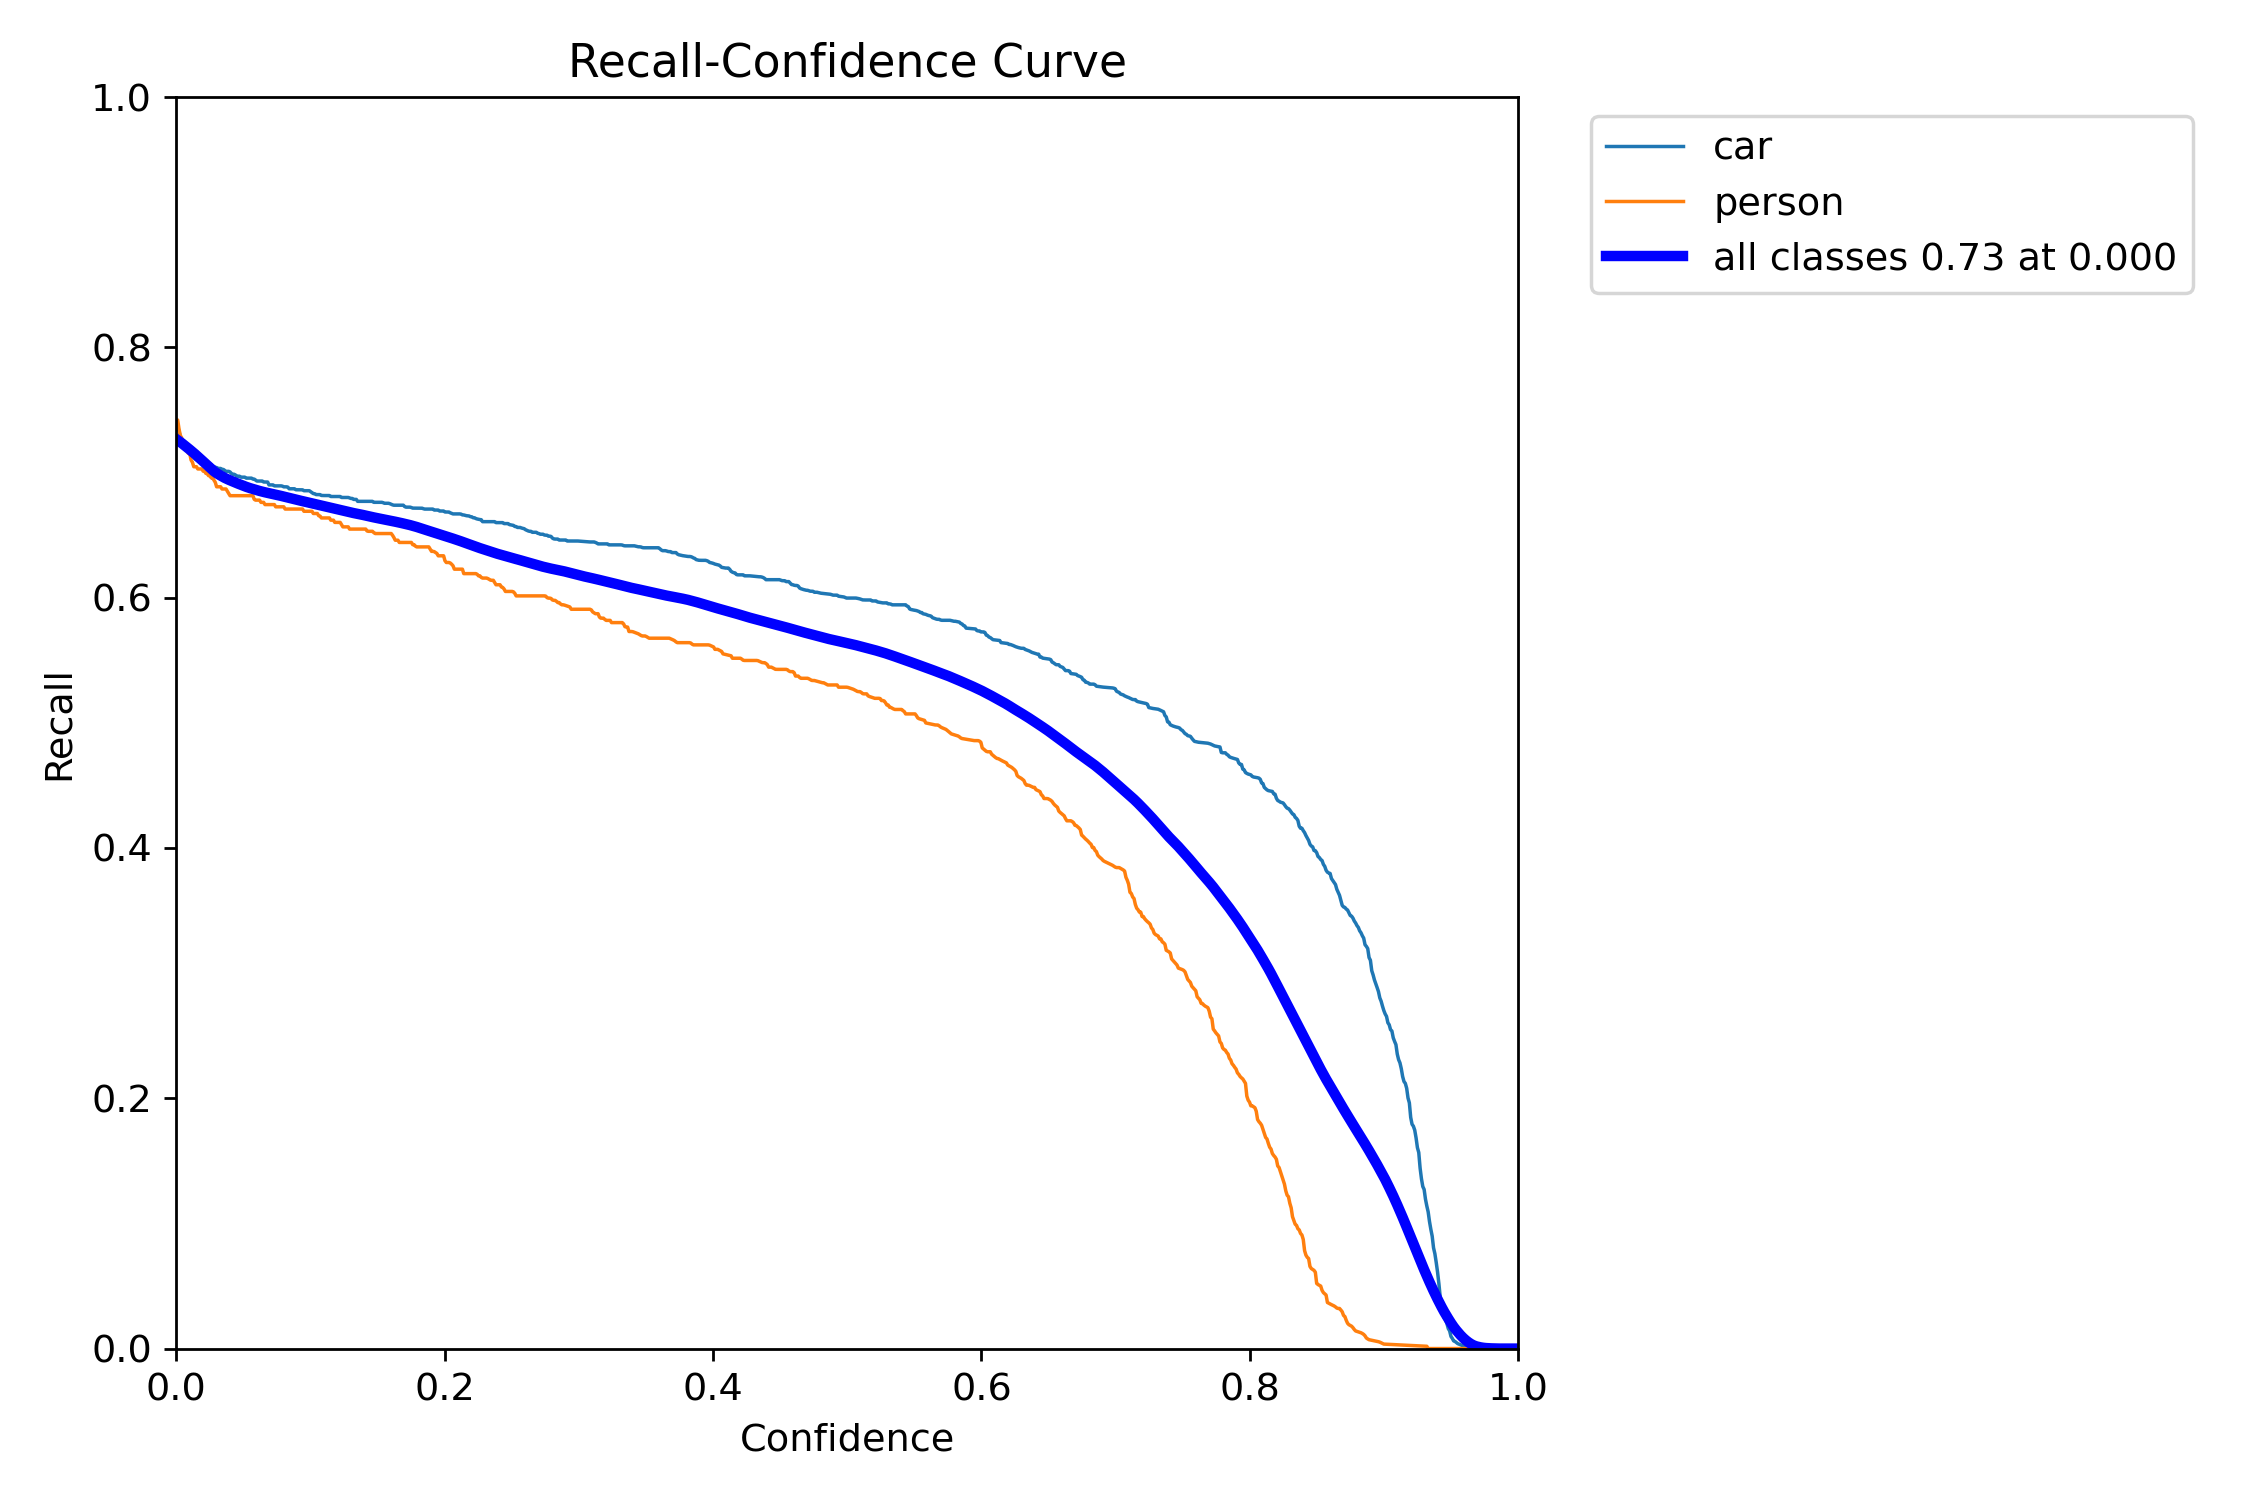 Recall-Confidence Curve
1.0
0.8
0.6
0.4
0.2
0.0
Recall
0.0 0.2 0.4 0.6 0.8 1.0
Confidence
car
person
all classes 0.73 at 0.000